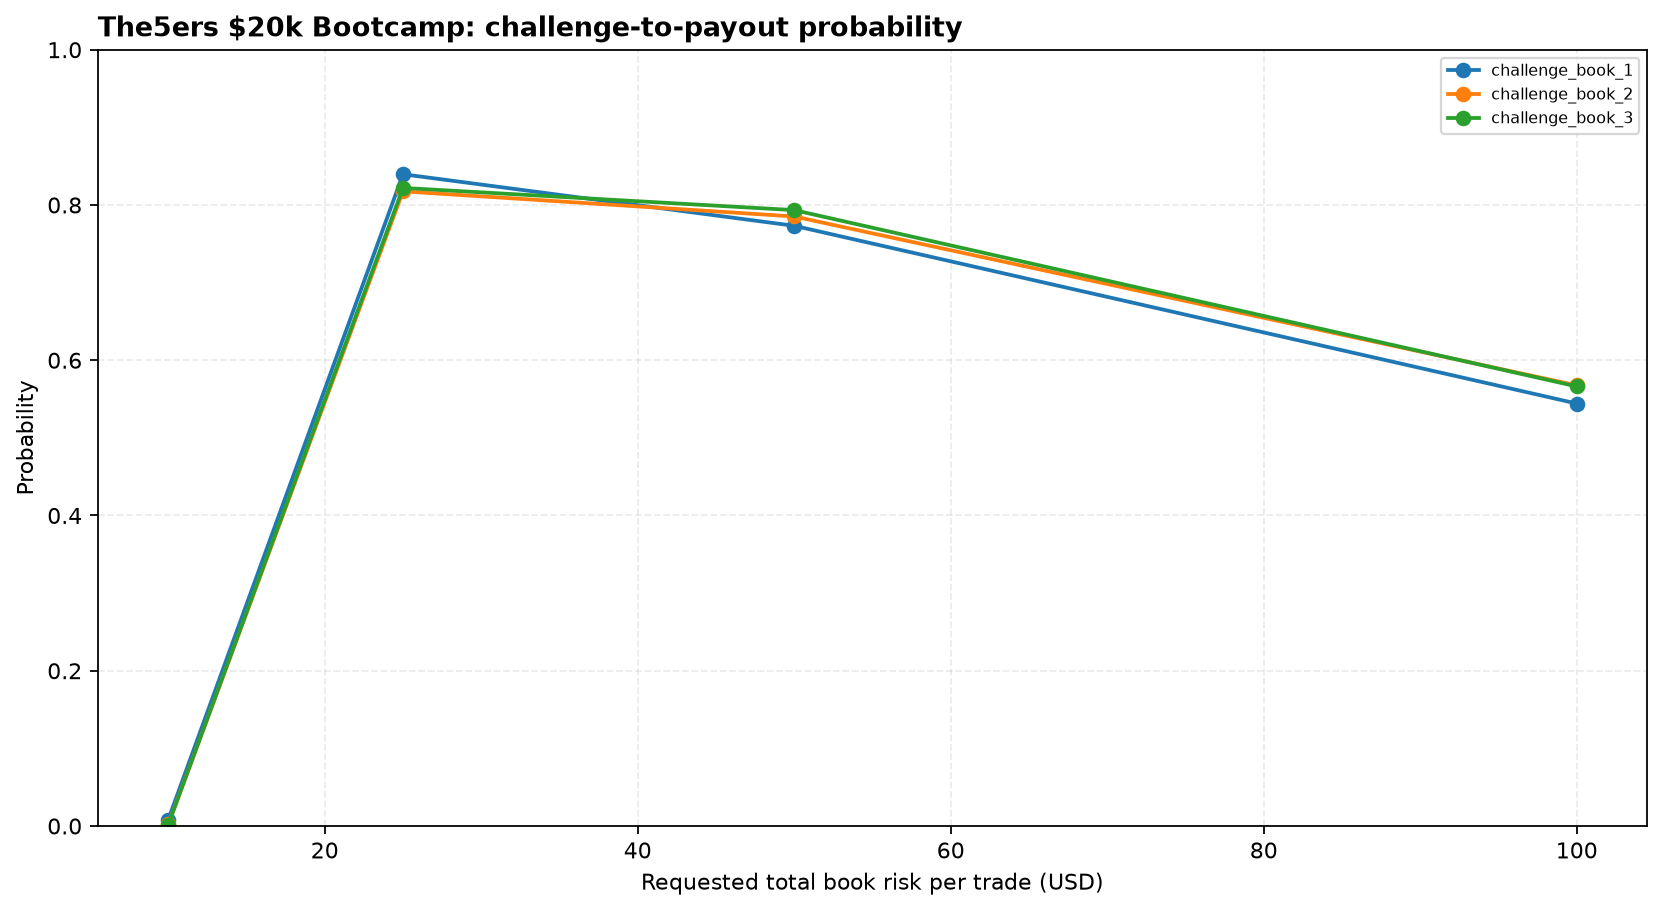 The5ers $20k Bootcamp: challenge-to-payout probability
challenge_book_1
challenge_book_2
challenge_book_3
Probability
1.0
0.8
0.6
0.4
0.2
0.0
20 40 60 80 100
Requested total book risk per trade (USD)